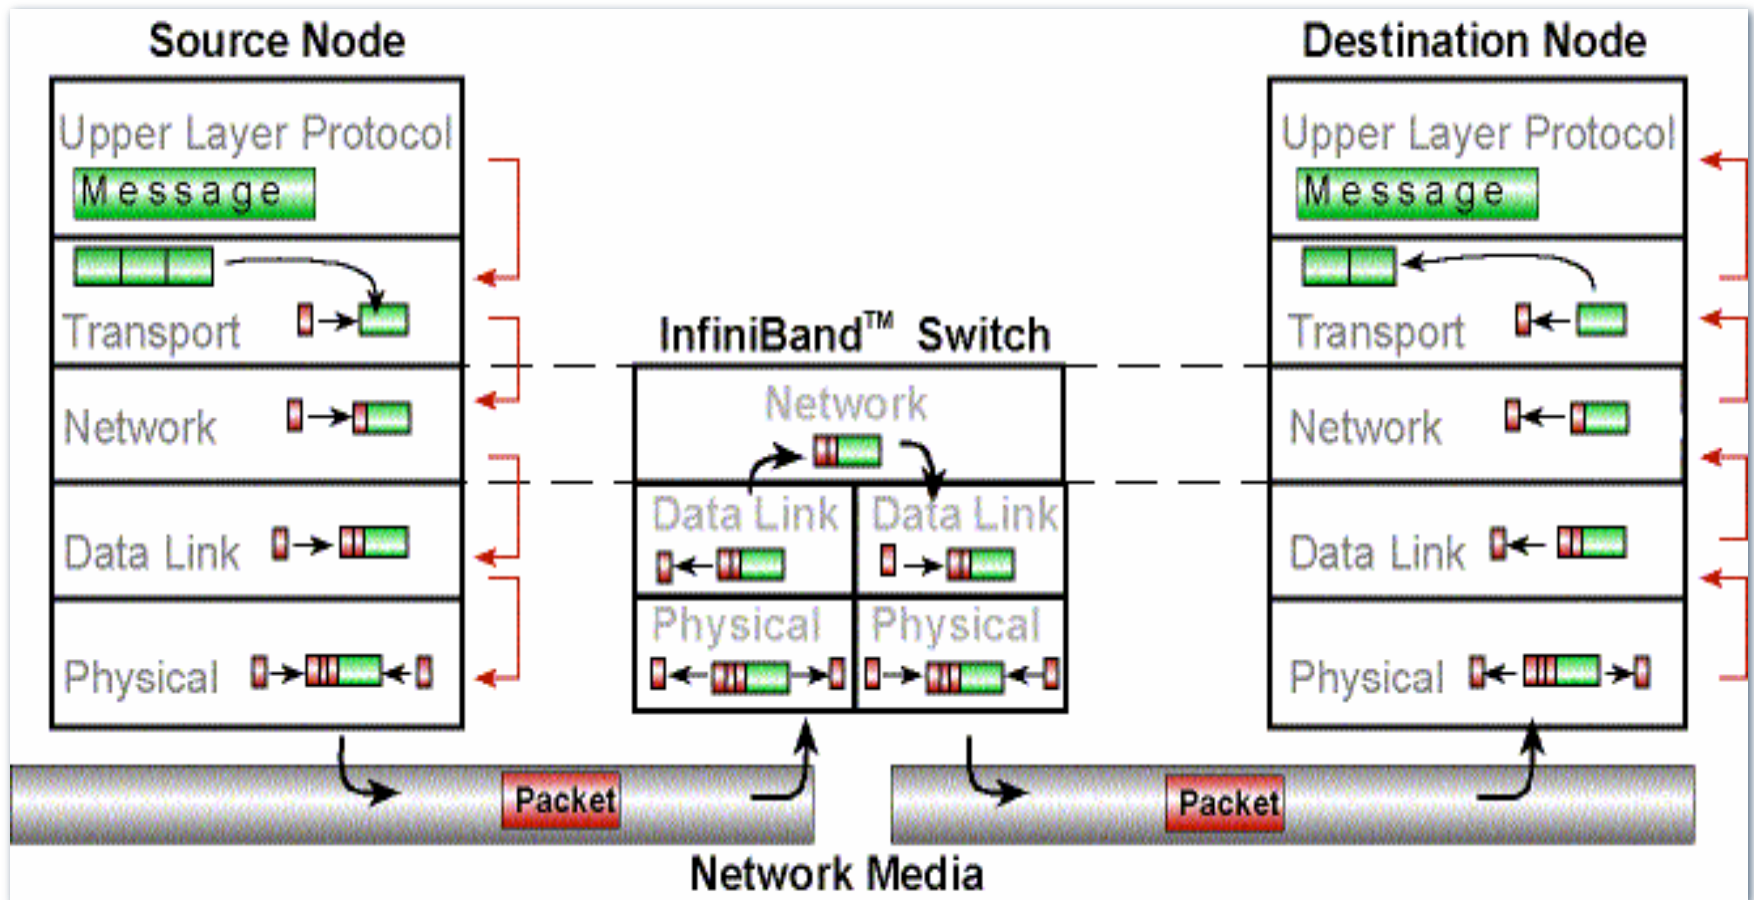 Source Node
Upper Layer Protocol
Message
Transport
Network
Data Link
Physical
InfiniBand™ Switch
Network
Data Link
Data Link
Physical
Physical
Destination Node
Upper Layer Protocol
Message
Transport
Network
Data Link
Physical
Packet
Packet
Network Media